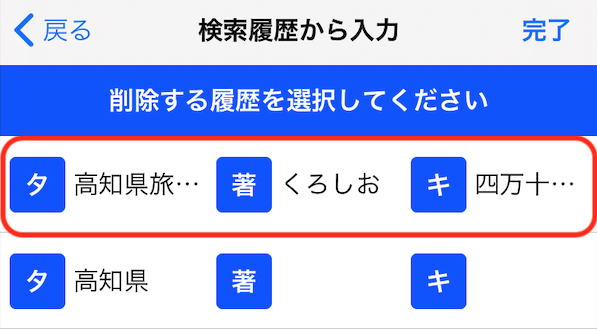 戻る 検索履歴から入力 完了
削除する履歴を選択してください
タ 高知県旅… 著 くろしお キ 四万十…
タ 高知県 著 キ